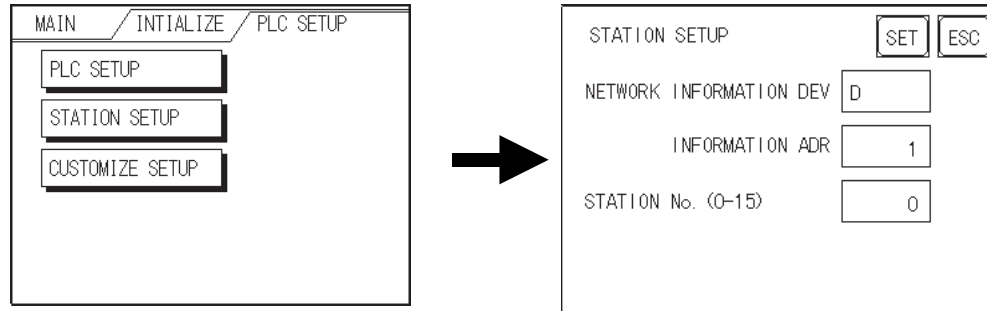 MAIN INTIALIZE PLC SETUP
PLC SETUP
STATION SETUP
CUSTOMIZE SETUP
STATION SETUP SET ESC
NETWORK INFORMATION DEV D
INFORMATION ADR 1
STATION No. (0-15) 0